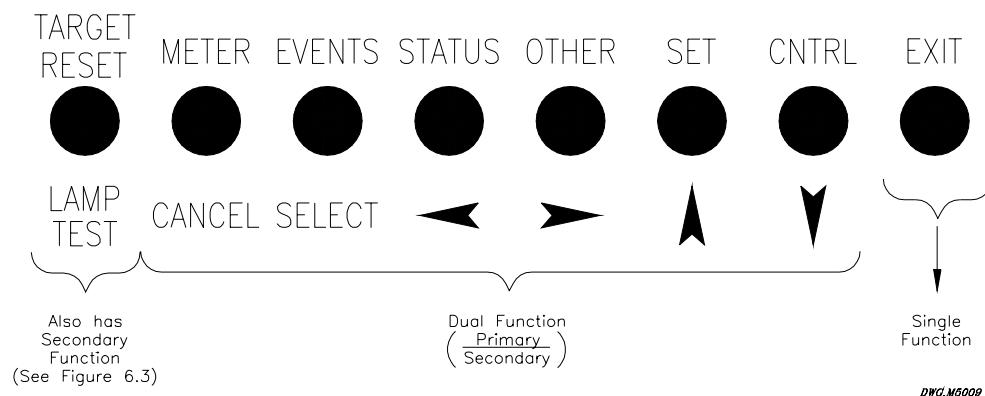 TARGET
RESET
METER EVENTS STATUS OTHER SET CNTRL EXIT
LAMP
TEST
CANCEL SELECT
Also has
Secondary
Function
(See Figure 6.3)
Dual Function
(Primary
Secondary)
Single
Function
DWG.M5009